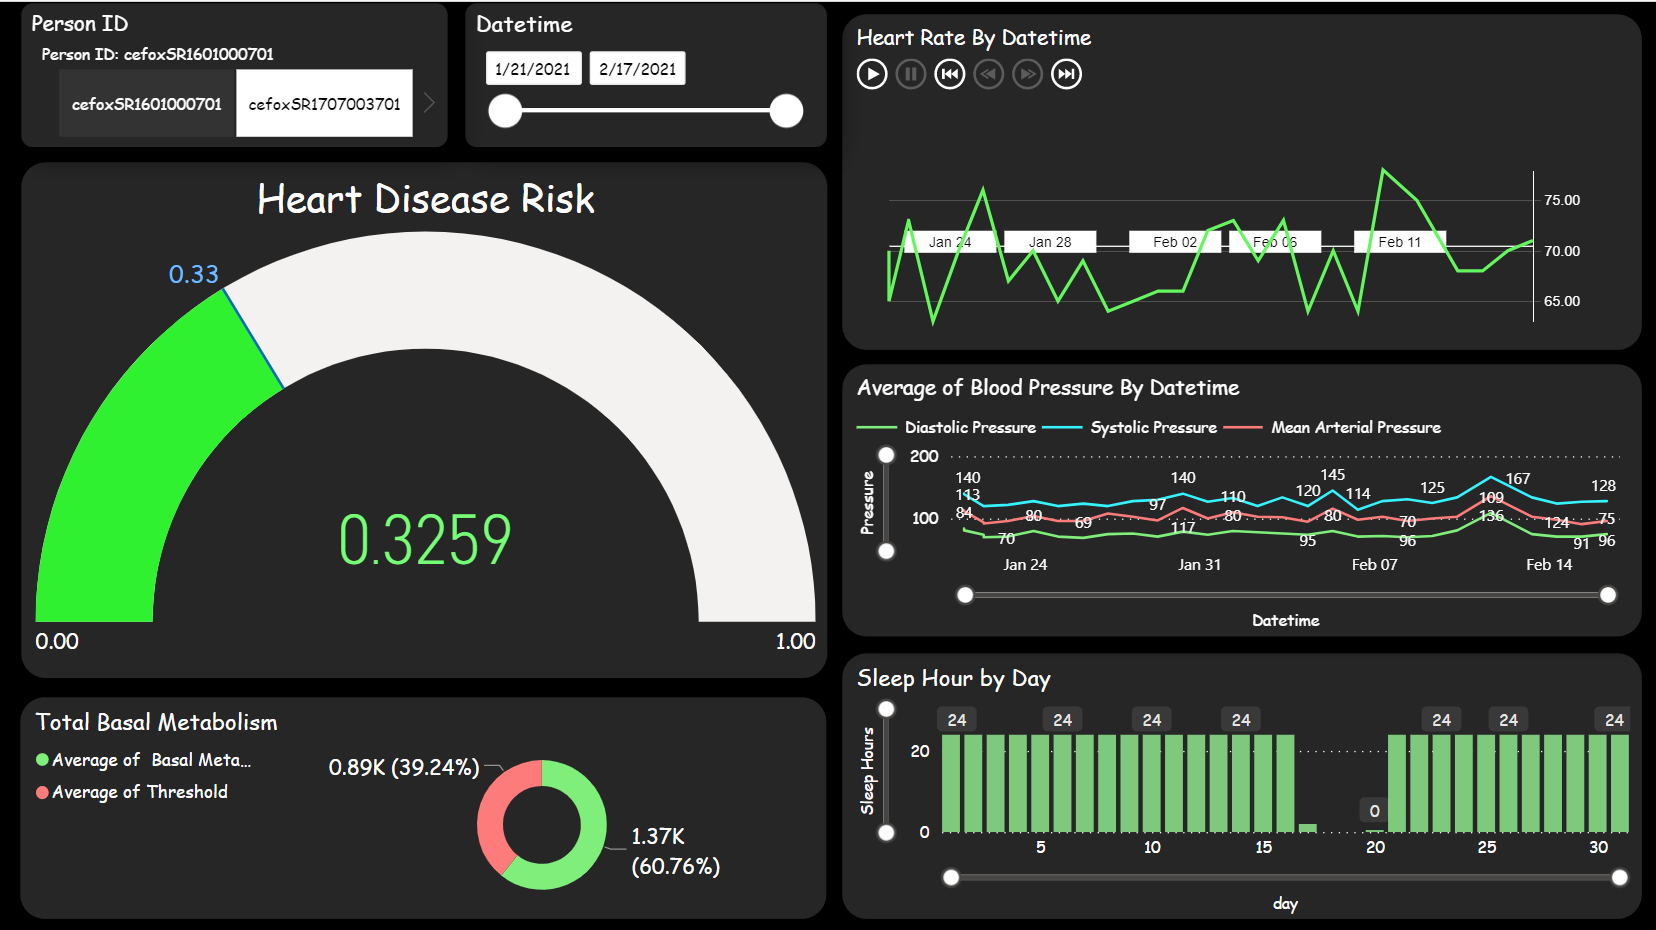 Person ID
Person ID: cefoxSR1601000701
cefoxSR1601000701
cefoxSR1707003701
Datetime
1/21/2021
2/17/2021
Heart Disease Risk
0.33
0.3259
0.00
1.00
Total Basal Metabolism
Average of Basal Meta...
Average of Threshold
0.89K (39.24%)
1.37K
(60.76%)
Heart Rate By Datetime
75.00
Jan 24
Jan 28
Feb 02
Feb 06
Feb 11
70.00
65.00
Average of Blood Pressure By Datetime
Diastolic Pressure
Systolic Pressure
Mean Arterial Pressure
Pressure
200
100
140
113
84
70
80
69
97
140
117
110
80
120
95
145
80
114
70
96
125
167
109
136
124
91
128
75
96
Jan 24
Jan 31
Feb 07
Feb 14
Datetime
Sleep Hour by Day
Sleep Hours
20
0
24
24
24
24
0
24
24
24
5
10
15
20
25
30
day